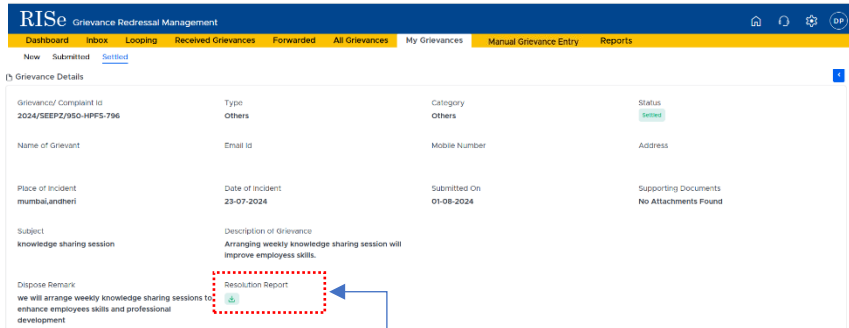 RISe Grievance Redressal Management
DP
Dashboard Inbox Looping Received Grievances Forwarded All Grievances My Grievances Manual Grievance Entry Reports
New Submitted Settled
Grievance Details
Grievance/ Complaint Id Type Category Status
2024/SEEPZ/950-HPFS-796 Others Others Settled
Name of Grievant Email Id Mobile Number Address
Place of Incident Date of Incident Submitted On Supporting Documents
mumbai,andheri 23-07-2024 01-08-2024 No Attachments Found
Subject Description of Grievance
knowledge sharing session Arranging weekly knowledge sharing session will
improve employess skills.
Dispose Remark Resolution Report
we will arrange weekly knowledge sharing sessions to
enhance employees skills and professional
development